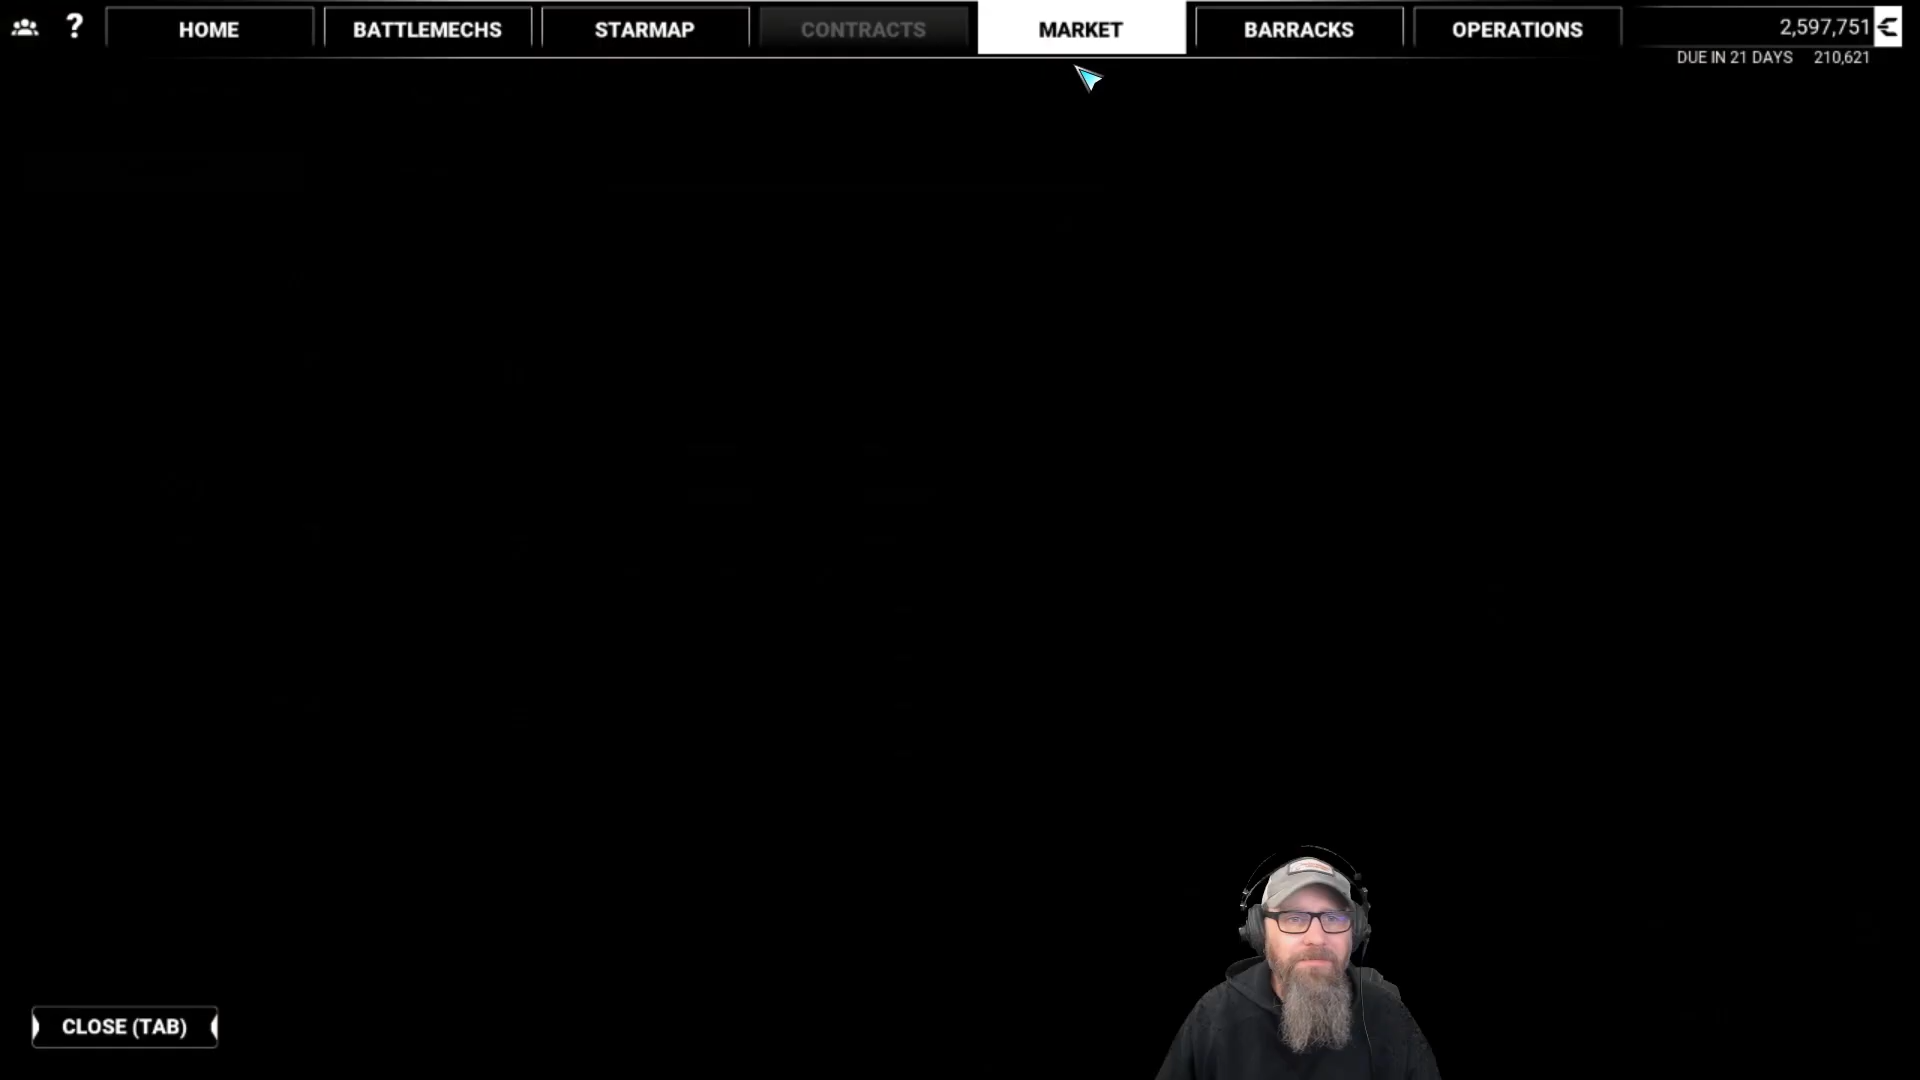 ?
HOME
BATTLEMECHS
STARMAP
CONTRACTS
MARKET
BARRACKS
OPERATIONS
2,597,751
DUE IN 21 DAYS 210,621
CLOSE (TAB)